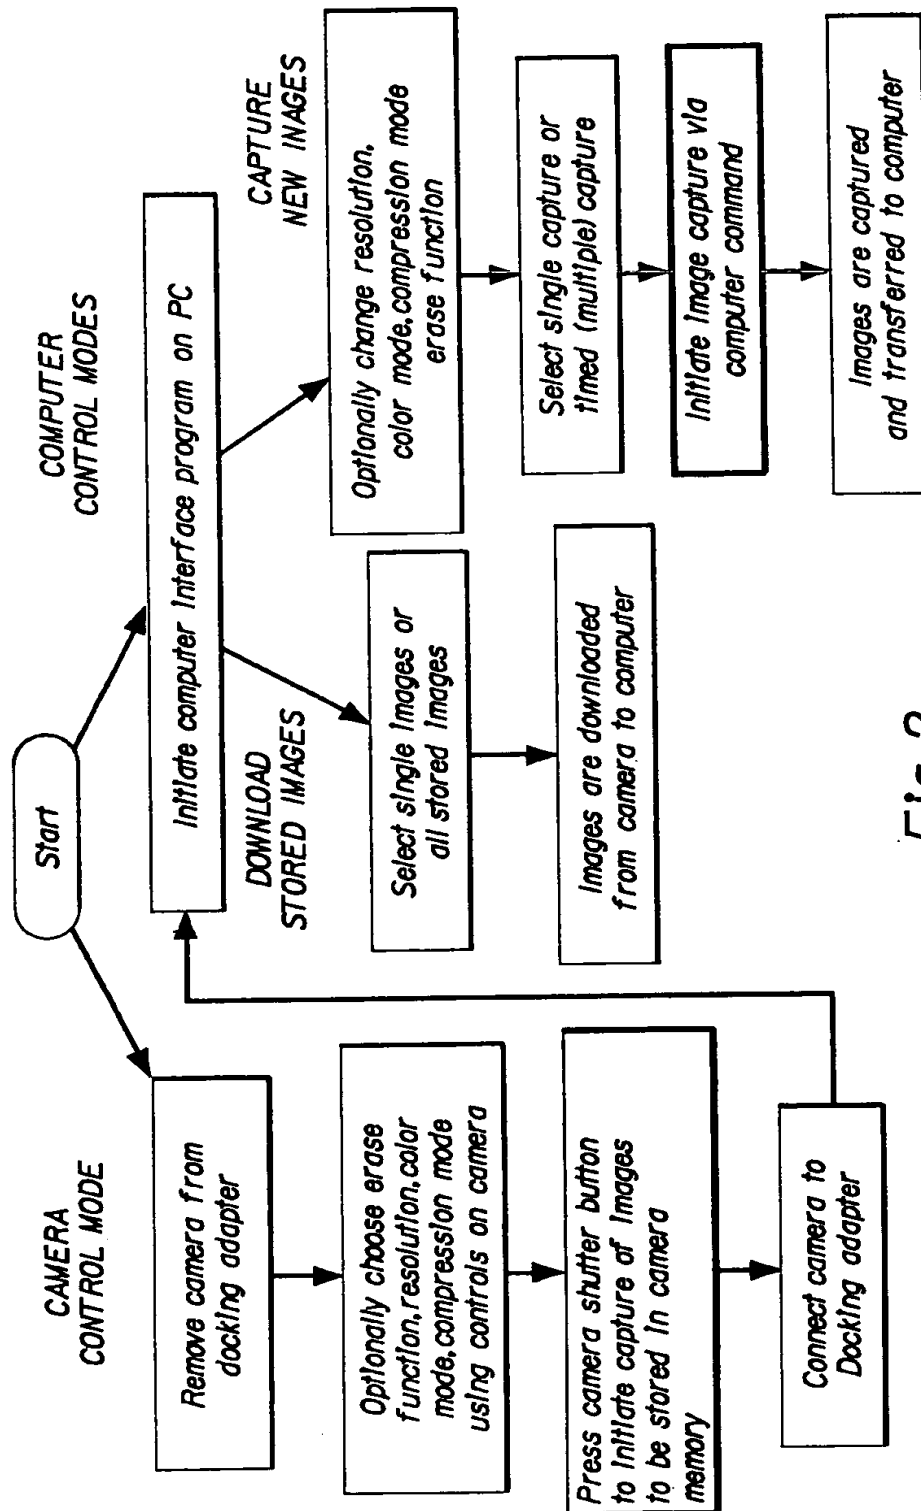 Start
CAMERA
CONTROL MODE
Remove camera from
docking adapter
Optionally choose erase
function,resolution,color
mode,compression mode
using controls on camera
Press camera shutter button
to initiate capture of images
to be stored in camera
memory
Connect camera to
Docking adapter
COMPUTER
CONTROL MODES
Initiate computer interface program on PC
DOWNLOAD
STORED IMAGES
Select single images or
all stored images
Images are downloaded
from camera to computer
CAPTURE
NEW INAGES
Optionally change resolution,
color mode,compression mode
erase function
Select single capture or
timed (multiple) capture
Initiate image capture via
computer command
Images are captured
and transferred to computer